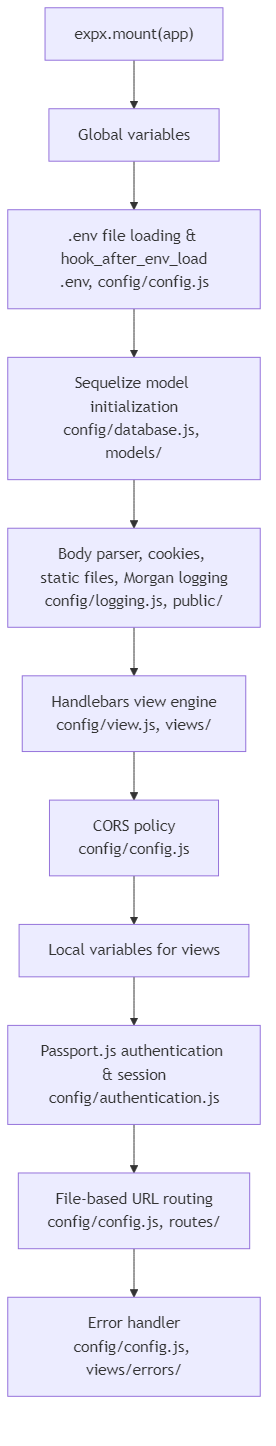 expx.mount(app)
Global variables
.env file loading &
hook_after_env_load
.env, config/config.js
Sequelize model
initialization
config/database.js,
models/
Body parser, cookies,
static files, Morgan logging
config/logging.js, public/
Handlebars view engine
config/view.js, views/
CORS policy
config/config.js
Local variables for views
Passport.js authentication
& session
config/authentication.js
File-based URL routing
config/config.js, routes/
Error handler
config/config.js,
views/errors/